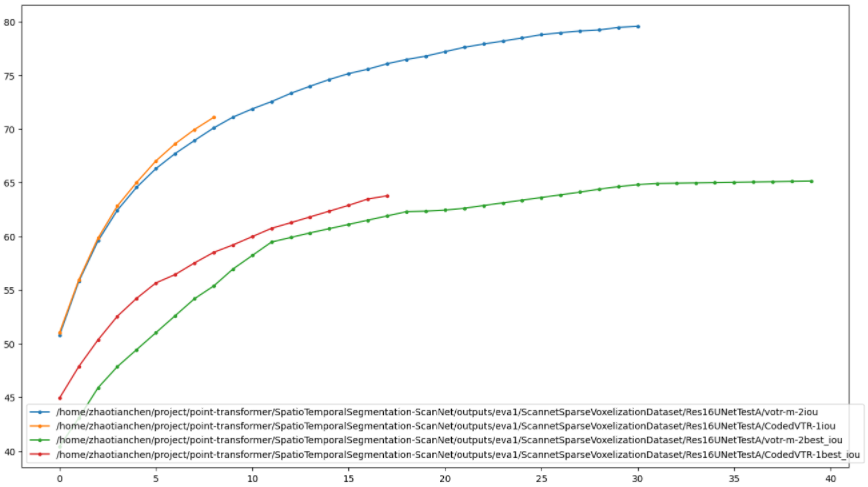 80
75
70
65
60
55
50
45
40
/home/zhaotianchen/project/point-transformer/SpatioTemporalSegmentation-ScanNet/outputs/eva1/ScannetSparseVoxelizationDataset/Res16UNetTestA/votr-m-2iou
/home/zhaotianchen/project/point-transformer/SpatioTemporalSegmentation-ScanNet/outputs/eva1/ScannetSparseVoxelizationDataset/Res16UNetTestA/CodedVTR-1iou
/home/zhaotianchen/project/point-transformer/SpatioTemporalSegmentation-ScanNet/outputs/eva1/ScannetSparseVoxelizationDataset/Res16UNetTestA/votr-m-2best_iou
/home/zhaotianchen/project/point-transformer/SpatioTemporalSegmentation-ScanNet/outputs/eva1/ScannetSparseVoxelizationDataset/Res16UNetTestA/CodedVTR-1best_iou
0 5 10 15 20 25 30 35 40